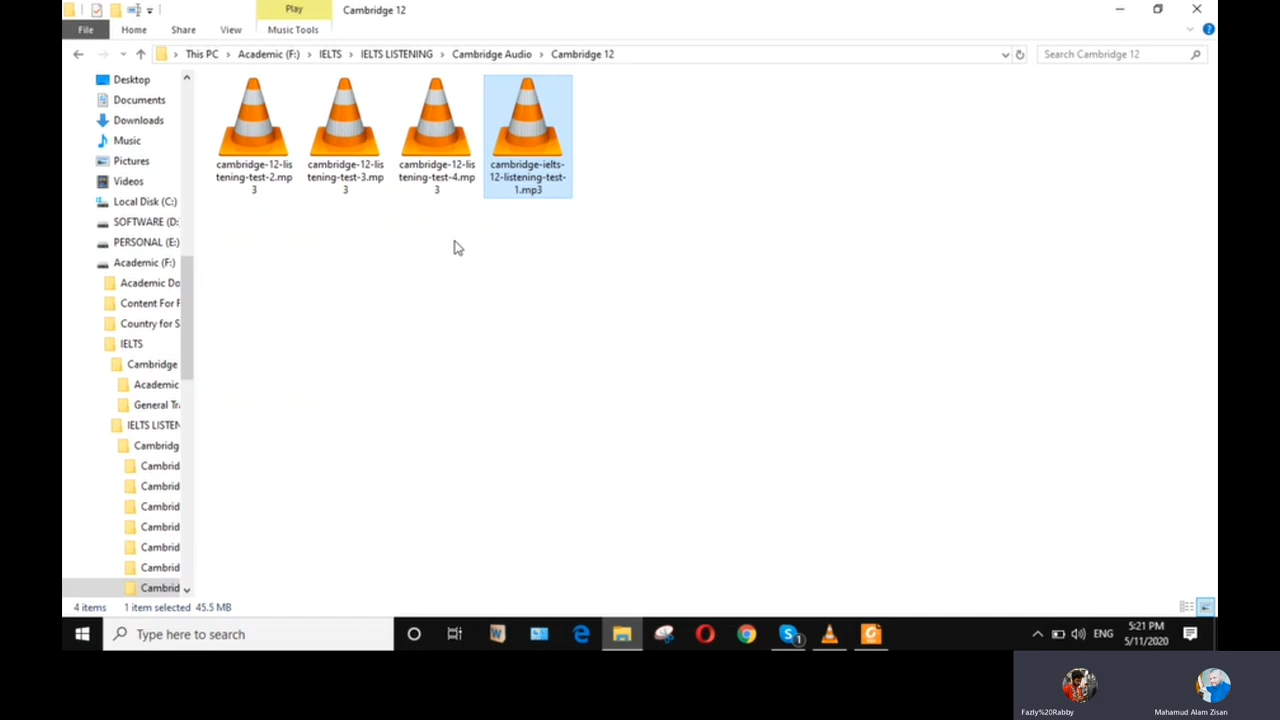 Play
Cambridge 12
File
Home
Share
View
Music Tools
This PC
Academic (F:)
IELTS
IELTS LISTENING
Cambridge Audio
Cambridge 12
Search Cambridge 12
Desktop
Documents
Downloads
Music
Pictures
Videos
Local Disk (C:)
SOFTWARE (D:
PERSONAL (E:)
Academic (F:)
Academic Do
Content For F
Country for S
IELTS
Cambridge
Academic
General Tra
IELTS LISTEN
Cambridg
Cambrid
Cambrid
Cambrid
Cambrid
Cambrid
Cambrid
Cambrid
cambridge-12-lis
tening-test-2.mp
3
cambridge-12-lis
tening-test-3.mp
3
cambridge-12-lis
tening-test-4.mp
3
cambridge-ielts-
12-listening-test-
1.mp3
4 items
1 item selected 45.5 MB
Type here to search
1
ENG
5:21 PM
5/11/2020
Fazly%20Rabby
Mahamud Alam Zisan